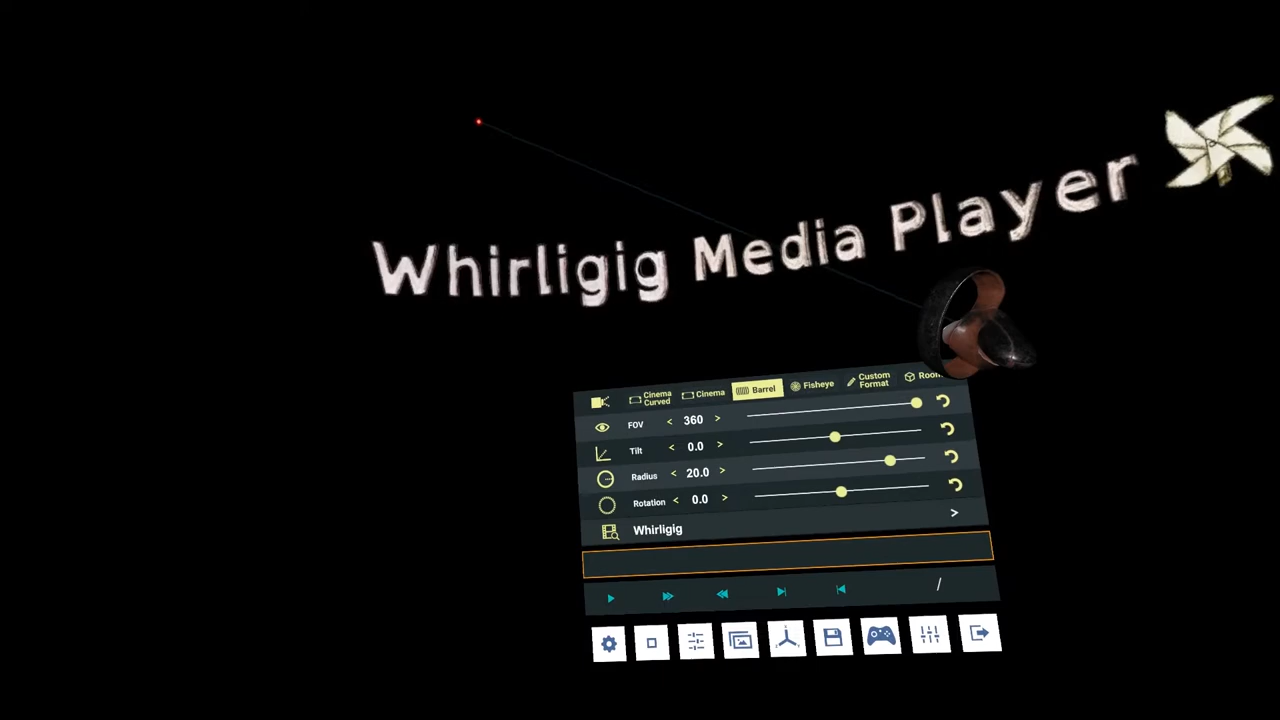 Whirligig Media Player
Cinema Curved
Cinema
Barrel
Fisheye
Custom Format
Room
FOV < 360 >
Tilt < 0.0 >
Radius < 20.0 >
Rotation < 0.0 >
Whirligig >
/